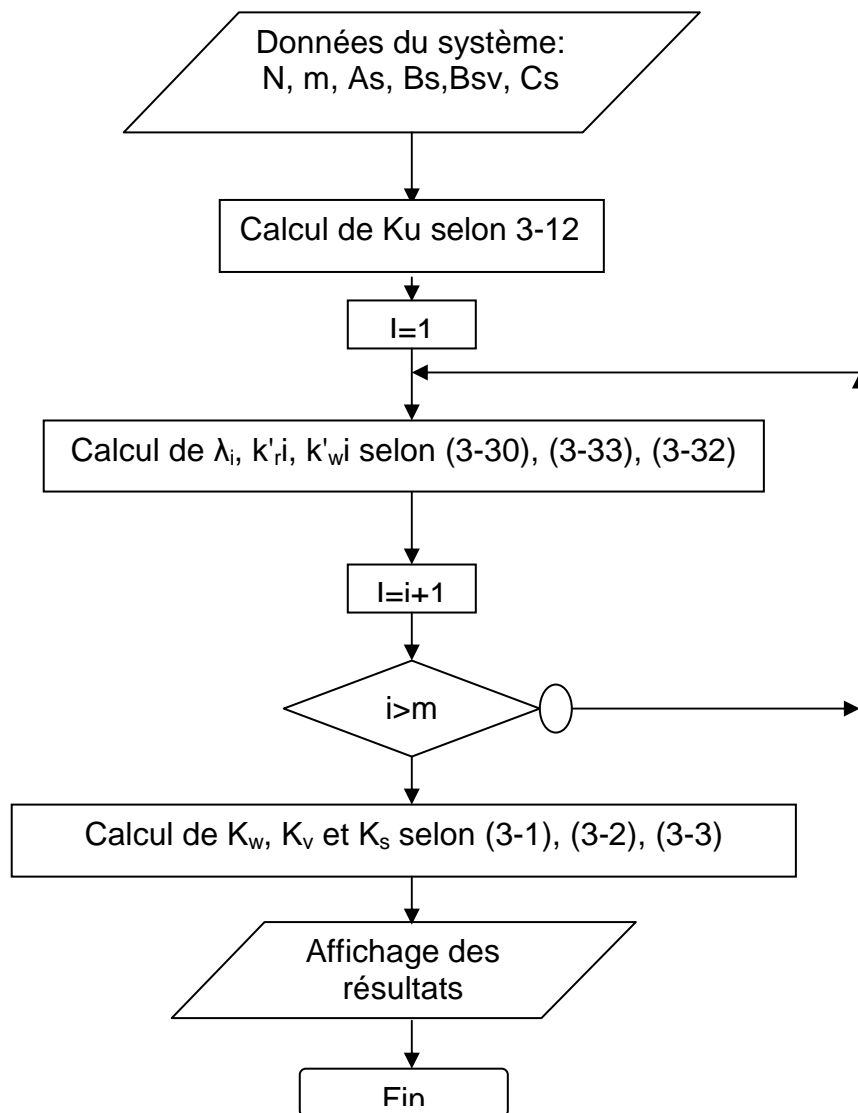 Données du système:
N, m, As, Bs,Bsv, Cs
Calcul de Ku selon 3-12
I=1
Calcul de λi, k'ri, k'wi selon (3-30), (3-33), (3-32)
I=i+1
i>m
Calcul de Kw, Kv et Ks selon (3-1), (3-2), (3-3)
Affichage des
résultats
Fin